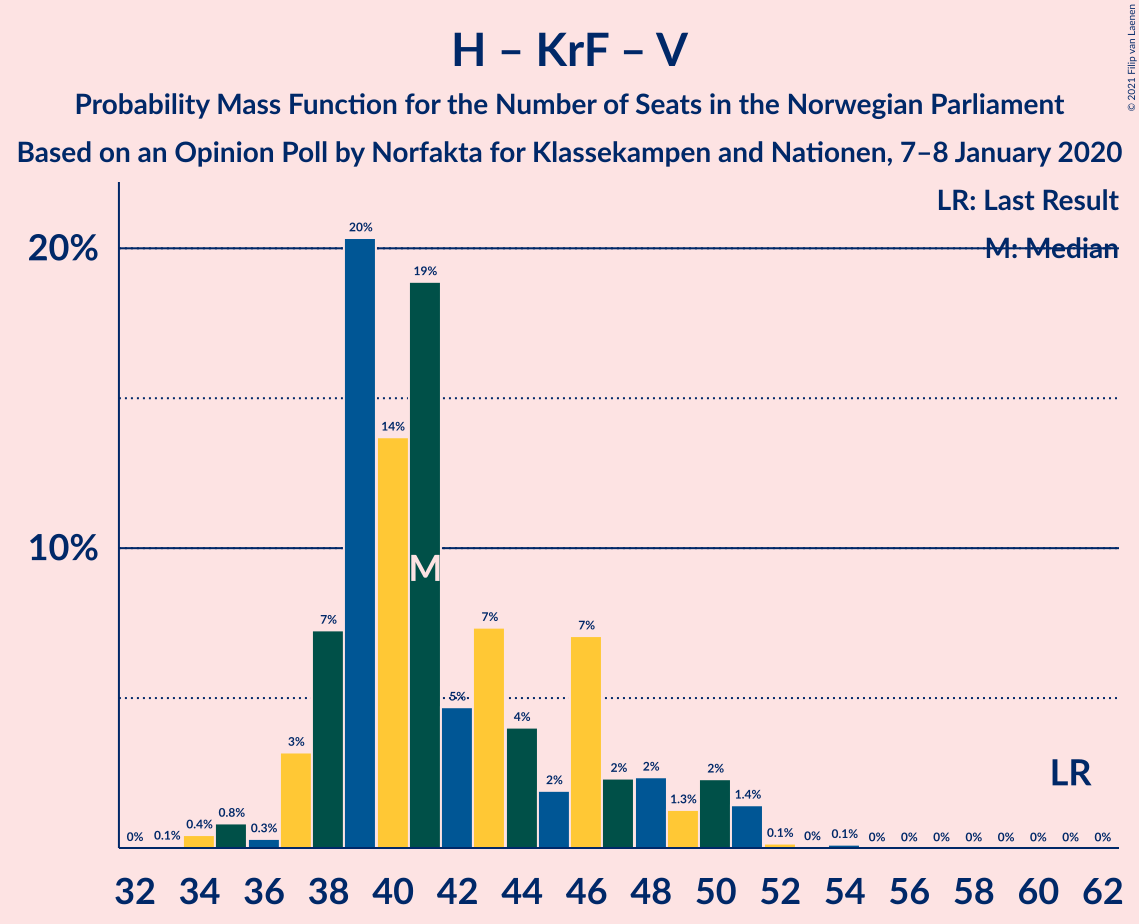 H – KrF – V
Probability Mass Function for the Number of Seats in the Norwegian Parliament
Based on an Opinion Poll by Norfakta for Klassekampen and Nationen, 7–8 January 2020
© 2021 Filip van Laenen
LR: Last Result
M: Median
20%
10%
0% 0.1% 0.4% 0.8% 0.3% 3% 7% 20% 14% 19% 5% 7% 4% 2% 7% 2% 2% 1.3% 2% 1.4% 0.1% 0% 0.1% 0% 0% 0% 0% 0% 0% 0% 0%
M
LR
32 34 36 38 40 42 44 46 48 50 52 54 56 58 60 62